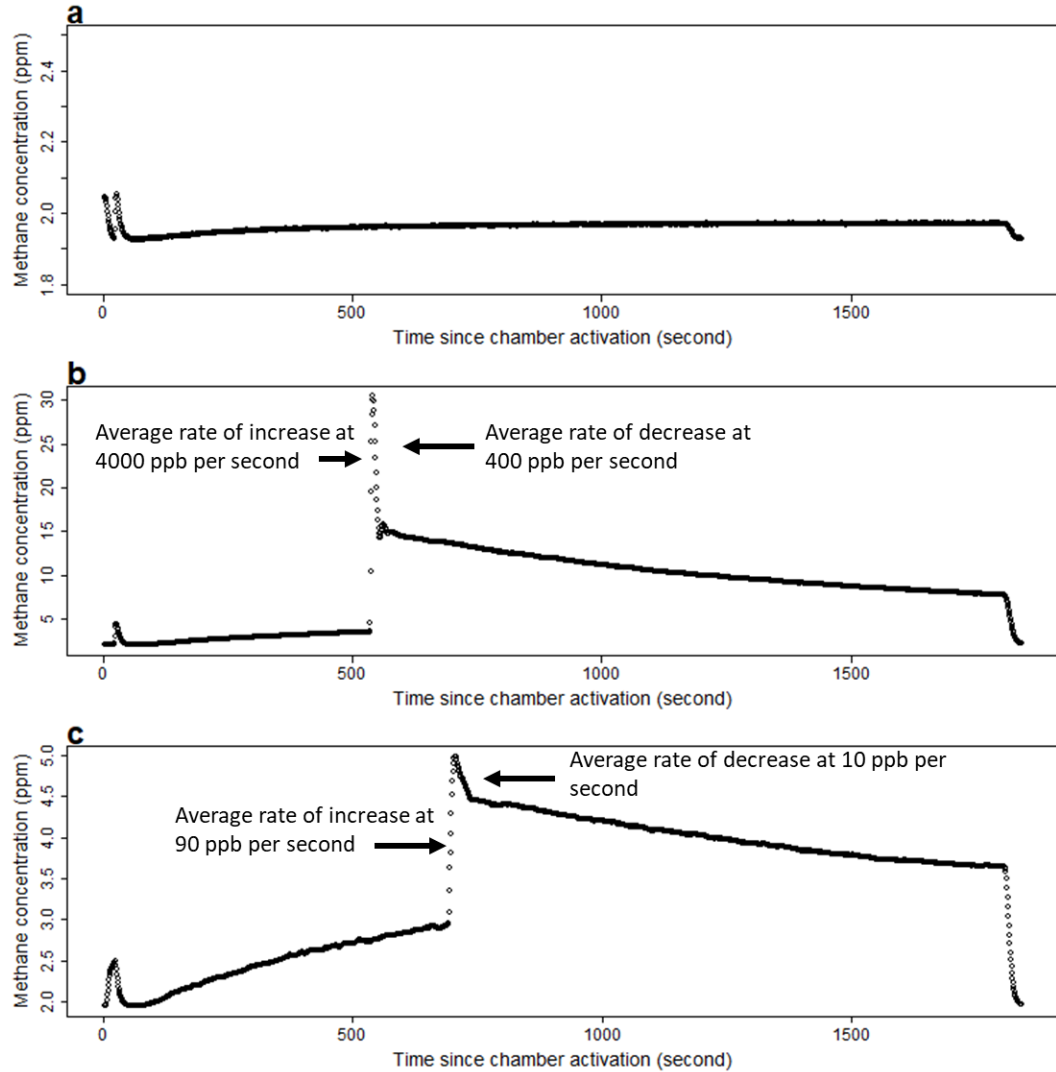 a
Methane concentration (ppm)
2.4
2.2
2.0
1.8
0
500
1000
1500
Time since chamber activation (second)
b
Methane concentration (ppm)
30
25
20
15
10
5
Average rate of increase at
4000 ppb per second
Average rate of decrease at
400 ppb per second
0
500
1000
1500
Time since chamber activation (second)
c
Methane concentration (ppm)
5.0
4.5
4.0
3.5
3.0
2.5
2.0
Average rate of decrease at 10 ppb per
second
Average rate of increase at
90 ppb per second
0
500
1000
1500
Time since chamber activation (second)